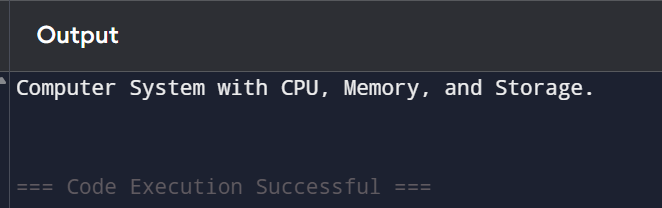 Output
Computer System with CPU, Memory, and Storage.
=== Code Execution Successful ===